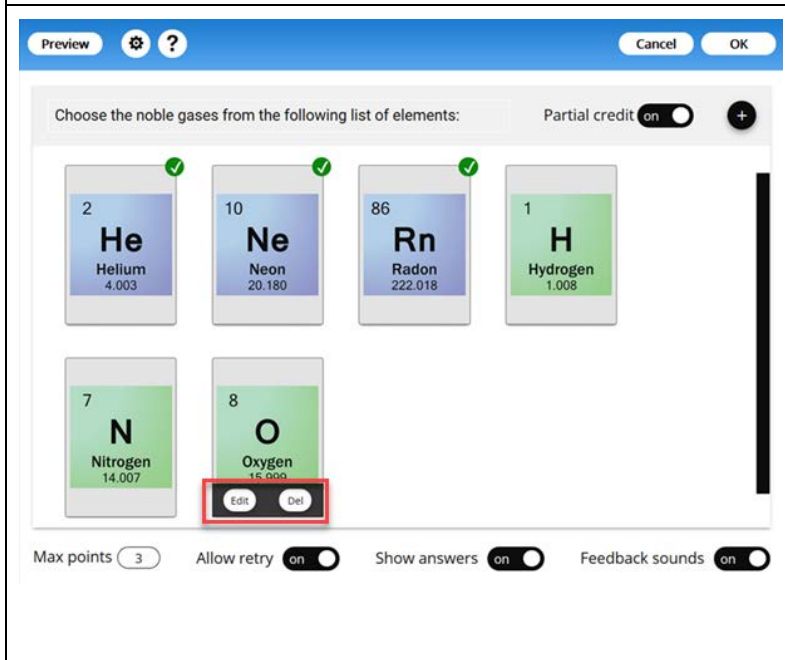 Preview ? Cancel OK
Choose the noble gases from the following list of elements: Partial credit on +
2 10 86 1
He Ne Rn H
Helium Neon Radon Hydrogen
4.003 20.180 222.018 1.008
7 8
N O
Nitrogen Oxygen
14.007 15.999
Edit Del
Max points 3 Allow retry on Show answers on Feedback sounds on